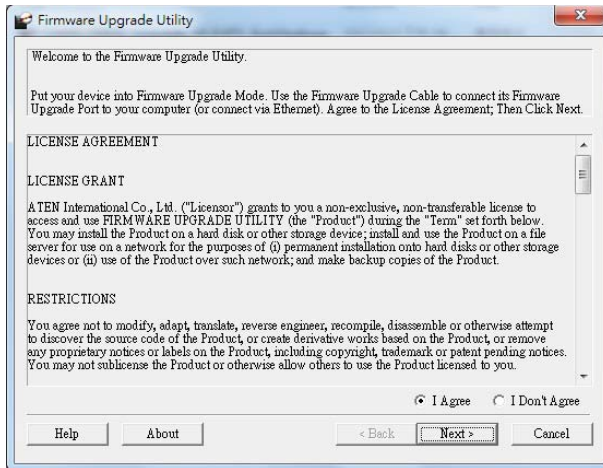 Firmware Upgrade Utility
Welcome to the Firmware Upgrade Utility.
Put your device into Firmware Upgrade Mode. Use the Firmware Upgrade Cable to connect its Firmware
Upgrade Port to your computer (or connect via Ethernet). Agree to the License Agreement; Then Click Next.
LICENSE AGREEMENT
LICENSE GRANT
ATEN International Co., Ltd. ("Licensor") grants to you a non-exclusive, non-transferable license to
access and use FIRMWARE UPGRADE UTILITY (the "Product") during the "Term" set forth below.
You may install the Product on a hard disk or other storage device; install and use the Product on a file
server for use on a network for the purposes of (i) permanent installation onto hard disks or other storage
devices or (ii) use of the Product over such network; and make backup copies of the Product.
RESTRICTIONS
You agree not to modify, adapt, translate, reverse engineer, recompile, disassemble or otherwise attempt
to discover the source code of the Product, or create derivative works based on the Product, or remove
any proprietary notices or labels on the Product, including copyright, trademark or patent pending notices.
You may not sublicense the Product or otherwise allow others to use the Product licensed to you.
I Agree I Don't Agree
Help About < Back Next > Cancel